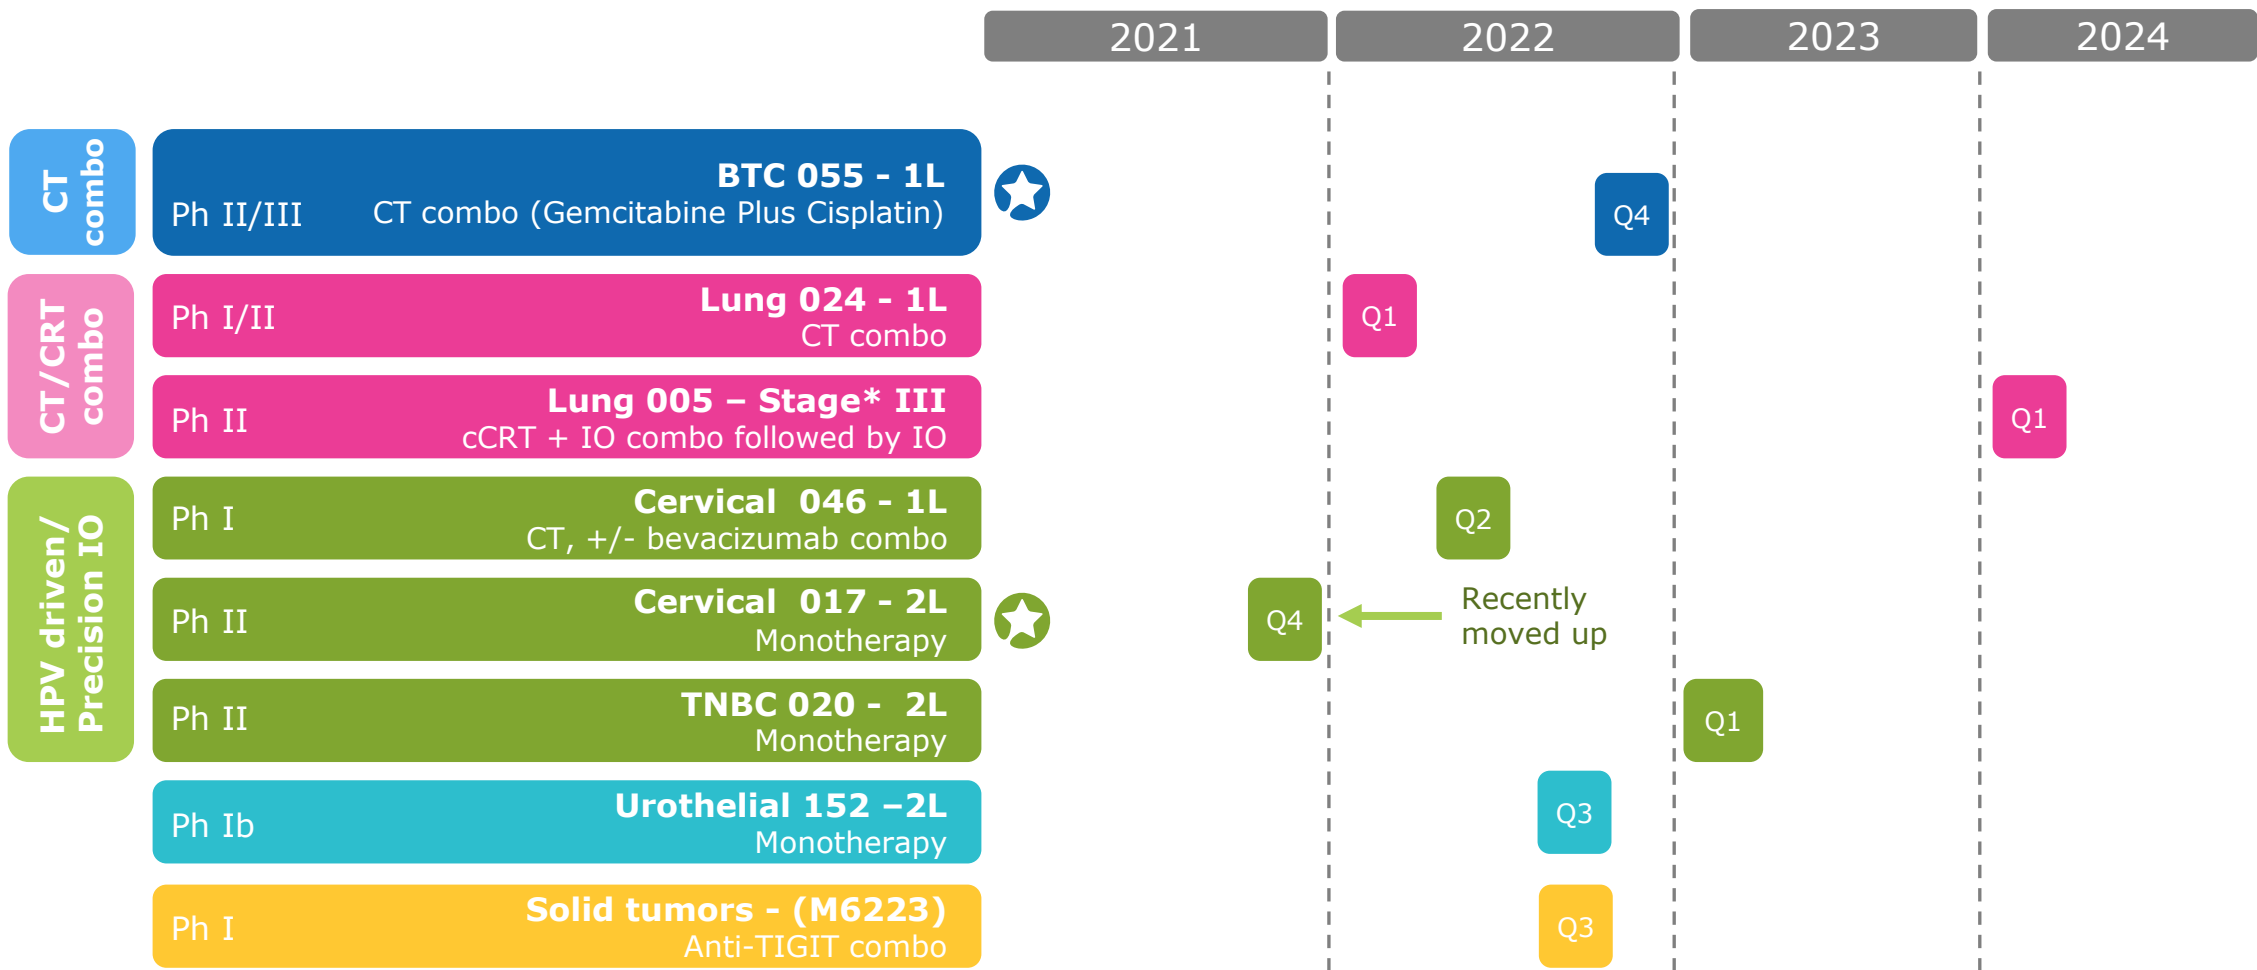 2021
2022
2023
2024
CT
combo
Ph II/III
BTC 055 - 1L
CT combo (Gemcitabine Plus Cisplatin)
Q4
CT/CRT
combo
Ph I/II
Lung 024 - 1L
CT combo
Q1
Ph II
Lung 005 – Stage* III
cCRT + IO combo followed by IO
Q1
HPV driven/
Precision IO
Ph I
Cervical  046 - 1L
CT, +/- bevacizumab combo
Q2
Ph II
Cervical  017 - 2L
Monotherapy
Q4
Recently
moved up
Ph II
TNBC 020 -  2L
Monotherapy
Q1
Ph Ib
Urothelial 152 –2L
Monotherapy
Q3
Ph I
Solid tumors - (M6223)
Anti-TIGIT combo
Q3